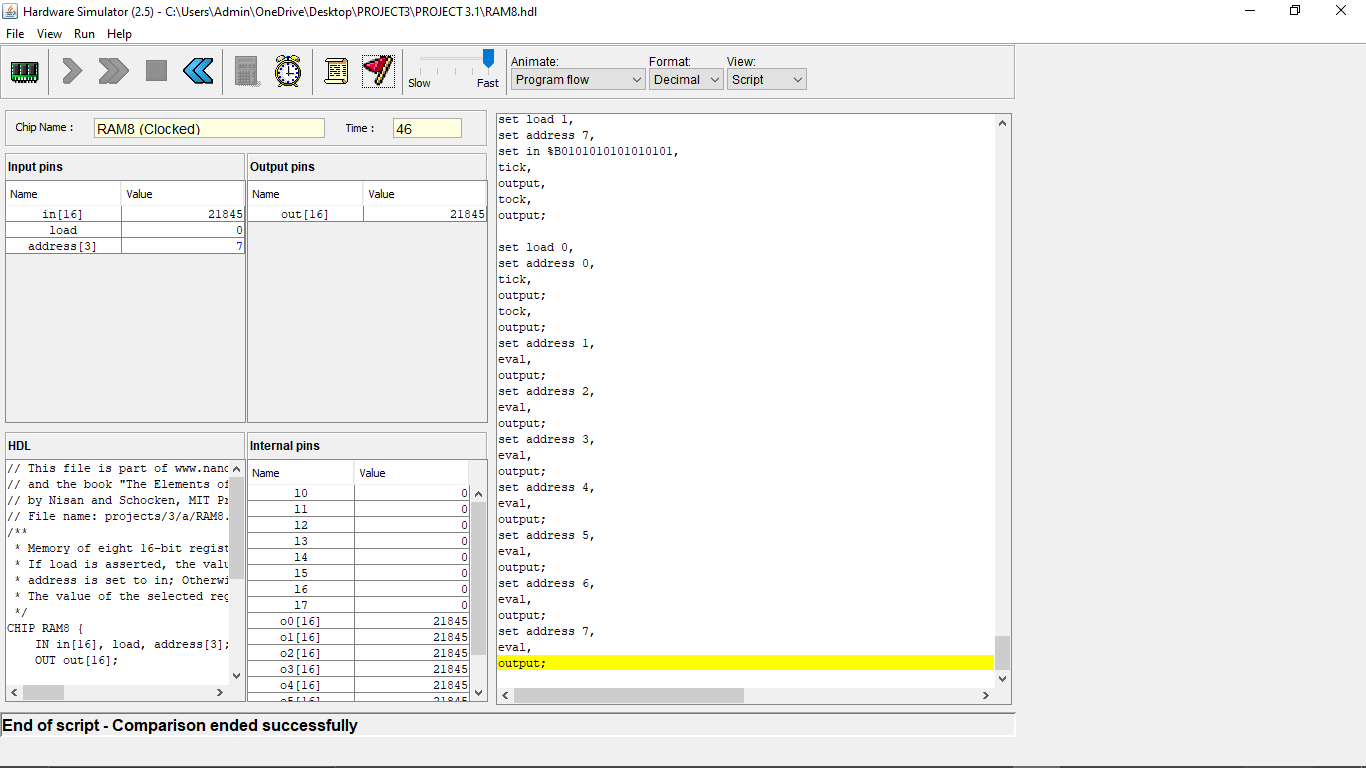 Hardware Simulator (2.5) - C:\Users\Admin\OneDrive\Desktop\PROJECT3\PROJECT 3.1\RAM8.hdl
File View Run Help
Slow Fast
Animate: Format: View:
Program flow Decimal Script
Chip Name : RAM8 (Clocked) Time : 46
Input pins
Name Value
in[16] 21845
load 0
address[3] 7
Output pins
Name Value
out[16] 21845
HDL
// This file is part of www.nand
// and the book "The Elements of
// by Nisan and Schocken, MIT Pr
// File name: projects/3/a/RAM8.
/**
* Memory of eight 16-bit regist
* If load is asserted, the valu
* address is set to in; Otherwi
* The value of the selected reg
*/
CHIP RAM8 {
IN in[16], load, address[3];
OUT out[16];
Internal pins
Name Value
l0 0
l1 0
l2 0
l3 0
l4 0
l5 0
l6 0
l7 0
o0[16] 21845
o1[16] 21845
o2[16] 21845
o3[16] 21845
o4[16] 21845
o5[16] 21845
set load 1,
set address 7,
set in %B0101010101010101,
tick,
output,
tock,
output;
set load 0,
set address 0,
tick,
output;
tock,
output;
set address 1,
eval,
output;
set address 2,
eval,
output;
set address 3,
eval,
output;
set address 4,
eval,
output;
set address 5,
eval,
output;
set address 6,
eval,
output;
set address 7,
eval,
output;
End of script - Comparison ended successfully